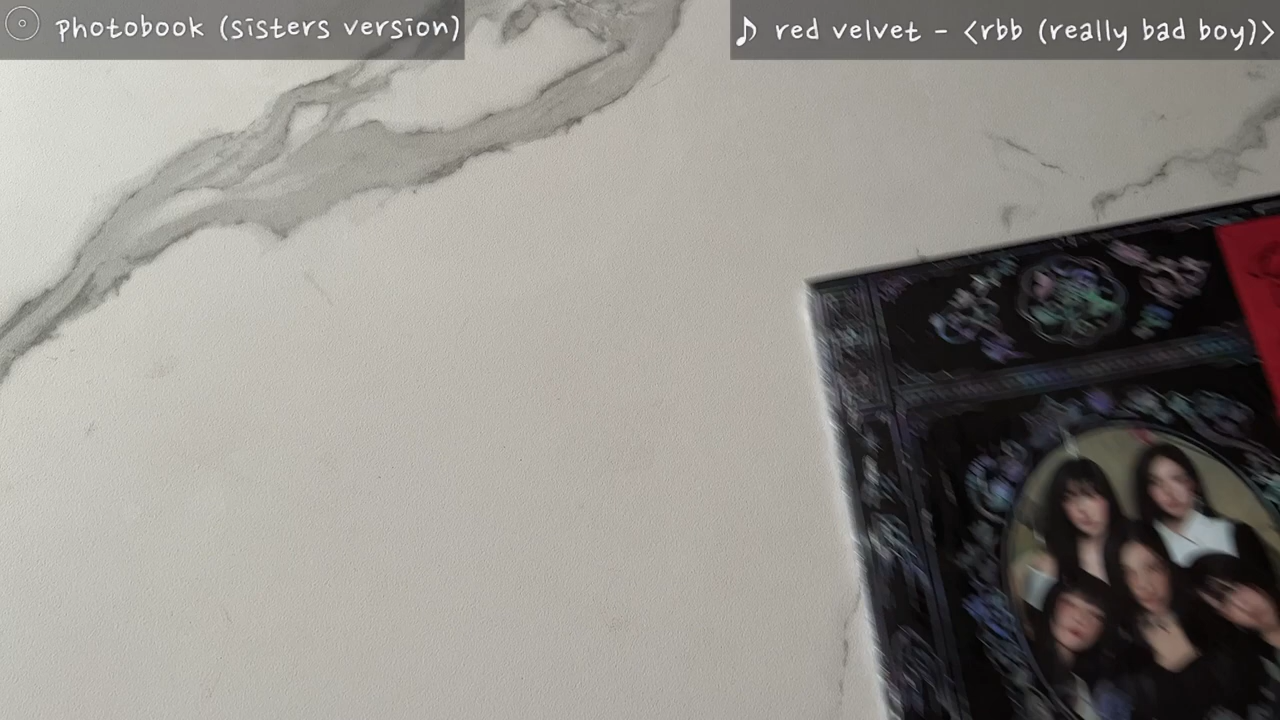 photobook (sisters version)
red velvet - <rbb (really bad boy)>